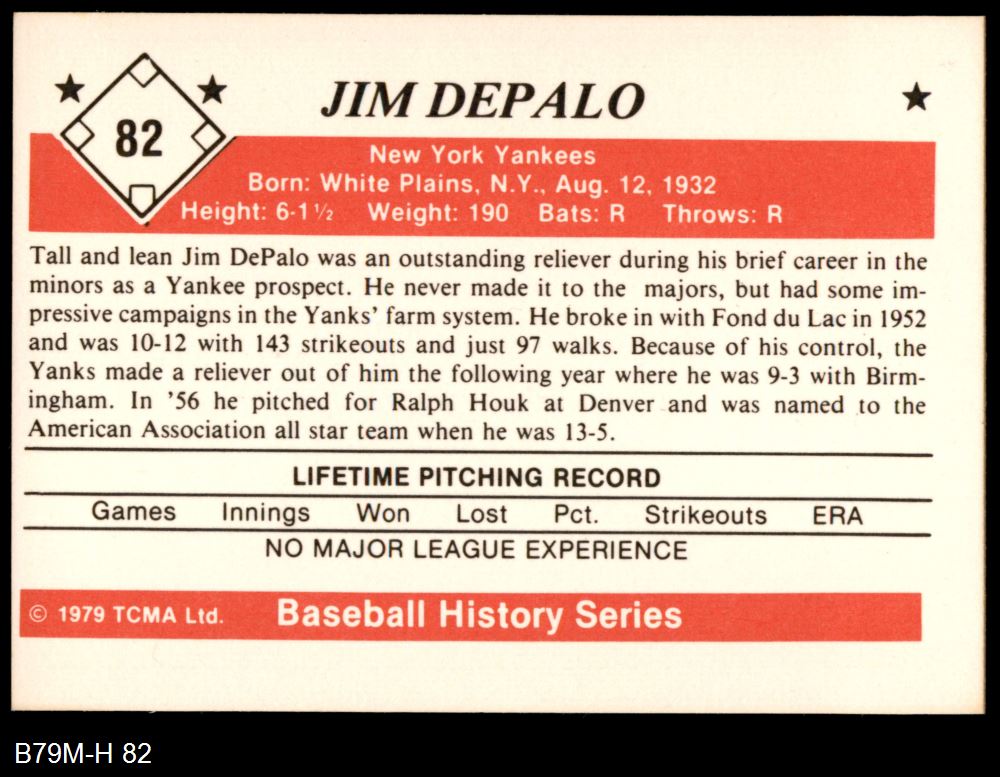 82
JIM DEPALO
New York Yankees
Born: White Plains, N.Y., Aug. 12, 1932
Height: 6-1½ Weight: 190 Bats: R Throws: R
Tall and lean Jim DePalo was an outstanding reliever during his brief career in the
minors as a Yankee prospect. He never made it to the majors, but had some im-
pressive campaigns in the Yanks' farm system. He broke in with Fond du Lac in 1952
and was 10-12 with 143 strikeouts and just 97 walks. Because of his control, the
Yanks made a reliever out of him the following year where he was 9-3 with Birm-
ingham. In '56 he pitched for Ralph Houk at Denver and was named to the
American Association all star team when he was 13-5.
LIFETIME PITCHING RECORD
Games Innings Won Lost Pct. Strikeouts ERA
NO MAJOR LEAGUE EXPERIENCE
© 1979 TCMA Ltd. Baseball History Series
B79M-H 82